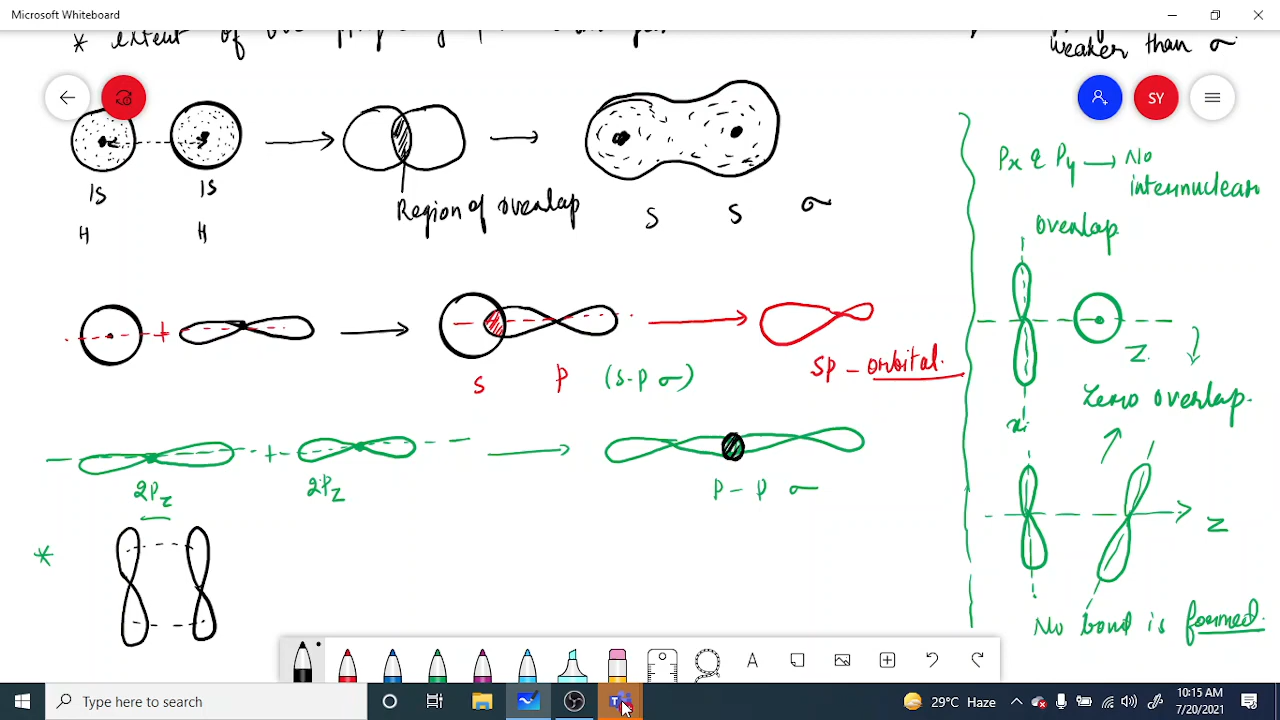 Microsoft Whiteboard
* extent of
weaker than σ
SY
1s
1s
H
H
Region of overlap
S S σ
Px & Py → No
internuclear
overlap
+
S P (S-P σ)
SP - orbital.
Z
Zero overlap.
x
+
2Pz
2Pz
P - P σ
Z
*
No bond is formed.
A
Type here to search
29°C Haze
10:15 AM
7/20/2021